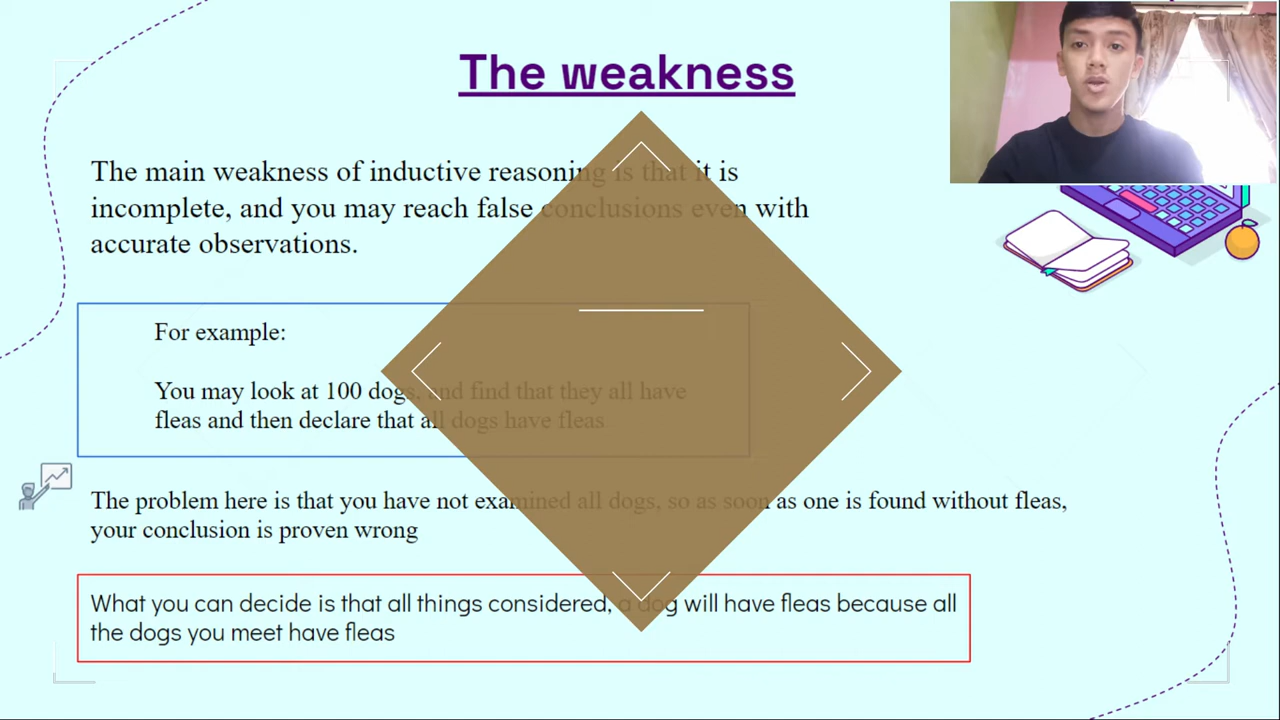 The weakness
The main weakness of inductive reasoning is that it is
incomplete, and you may reach false conclusions even with
accurate observations.
For example:
You may look at 100 dogs, and find that they all have
fleas and then declare that all dogs have fleas
The problem here is that you have not examined all dogs, so as soon as one is found without fleas,
your conclusion is proven wrong
What you can decide is that all things considered, a dog will have fleas because all
the dogs you meet have fleas